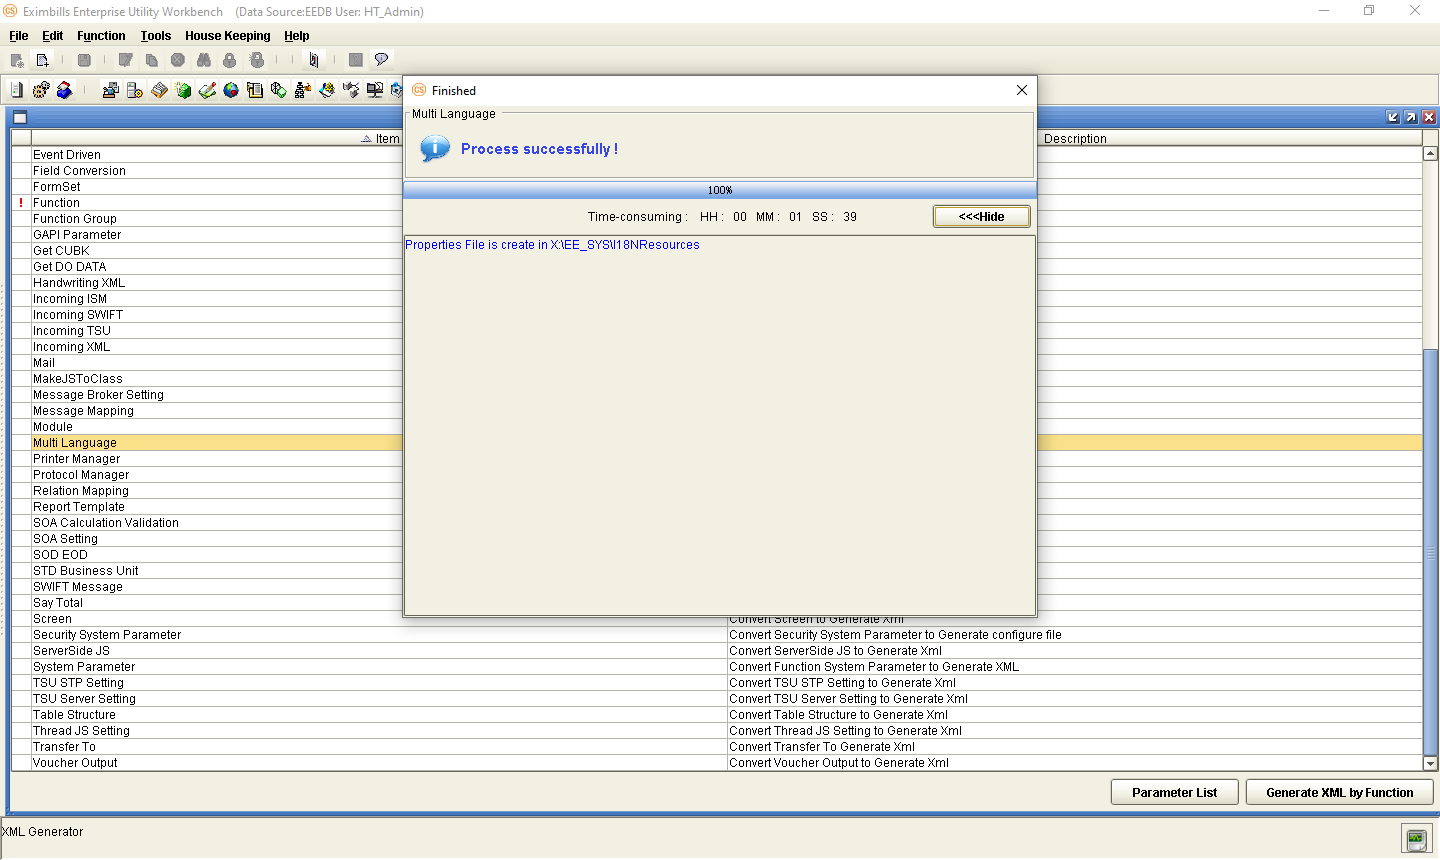 Eximbills Enterprise Utility Workbench (Data Source:EEDB User: HT_Admin)
File Edit Function Tools House Keeping Help
Finished
Multi Language
Process successfully !
100%
Time-consuming : HH : 00 MM : 01 SS : 39
<<<Hide
Properties File is create in X:\EE_SYS\I18NResources
Item Description
Event Driven
Field Conversion
FormSet
! Function
Function Group
GAPI Parameter
Get CUBK
Get DO DATA
Handwriting XML
Incoming ISM
Incoming SWIFT
Incoming TSU
Incoming XML
Mail
MakeJSToClass
Message Broker Setting
Message Mapping
Module
Multi Language
Printer Manager
Protocol Manager
Relation Mapping
Report Template
SOA Calculation Validation
SOA Setting
SOD EOD
STD Business Unit
SWIFT Message
Say Total
Screen Convert Screen to Generate Xml
Security System Parameter Convert Security System Parameter to Generate configure file
ServerSide JS Convert ServerSide JS to Generate Xml
System Parameter Convert Function System Parameter to Generate XML
TSU STP Setting Convert TSU STP Setting to Generate Xml
TSU Server Setting Convert TSU Server Setting to Generate Xml
Table Structure Convert Table Structure to Generate Xml
Thread JS Setting Convert Thread JS Setting to Generate Xml
Transfer To Convert Transfer To Generate Xml
Voucher Output Convert Voucher Output to Generate Xml
Parameter List Generate XML by Function
XML Generator